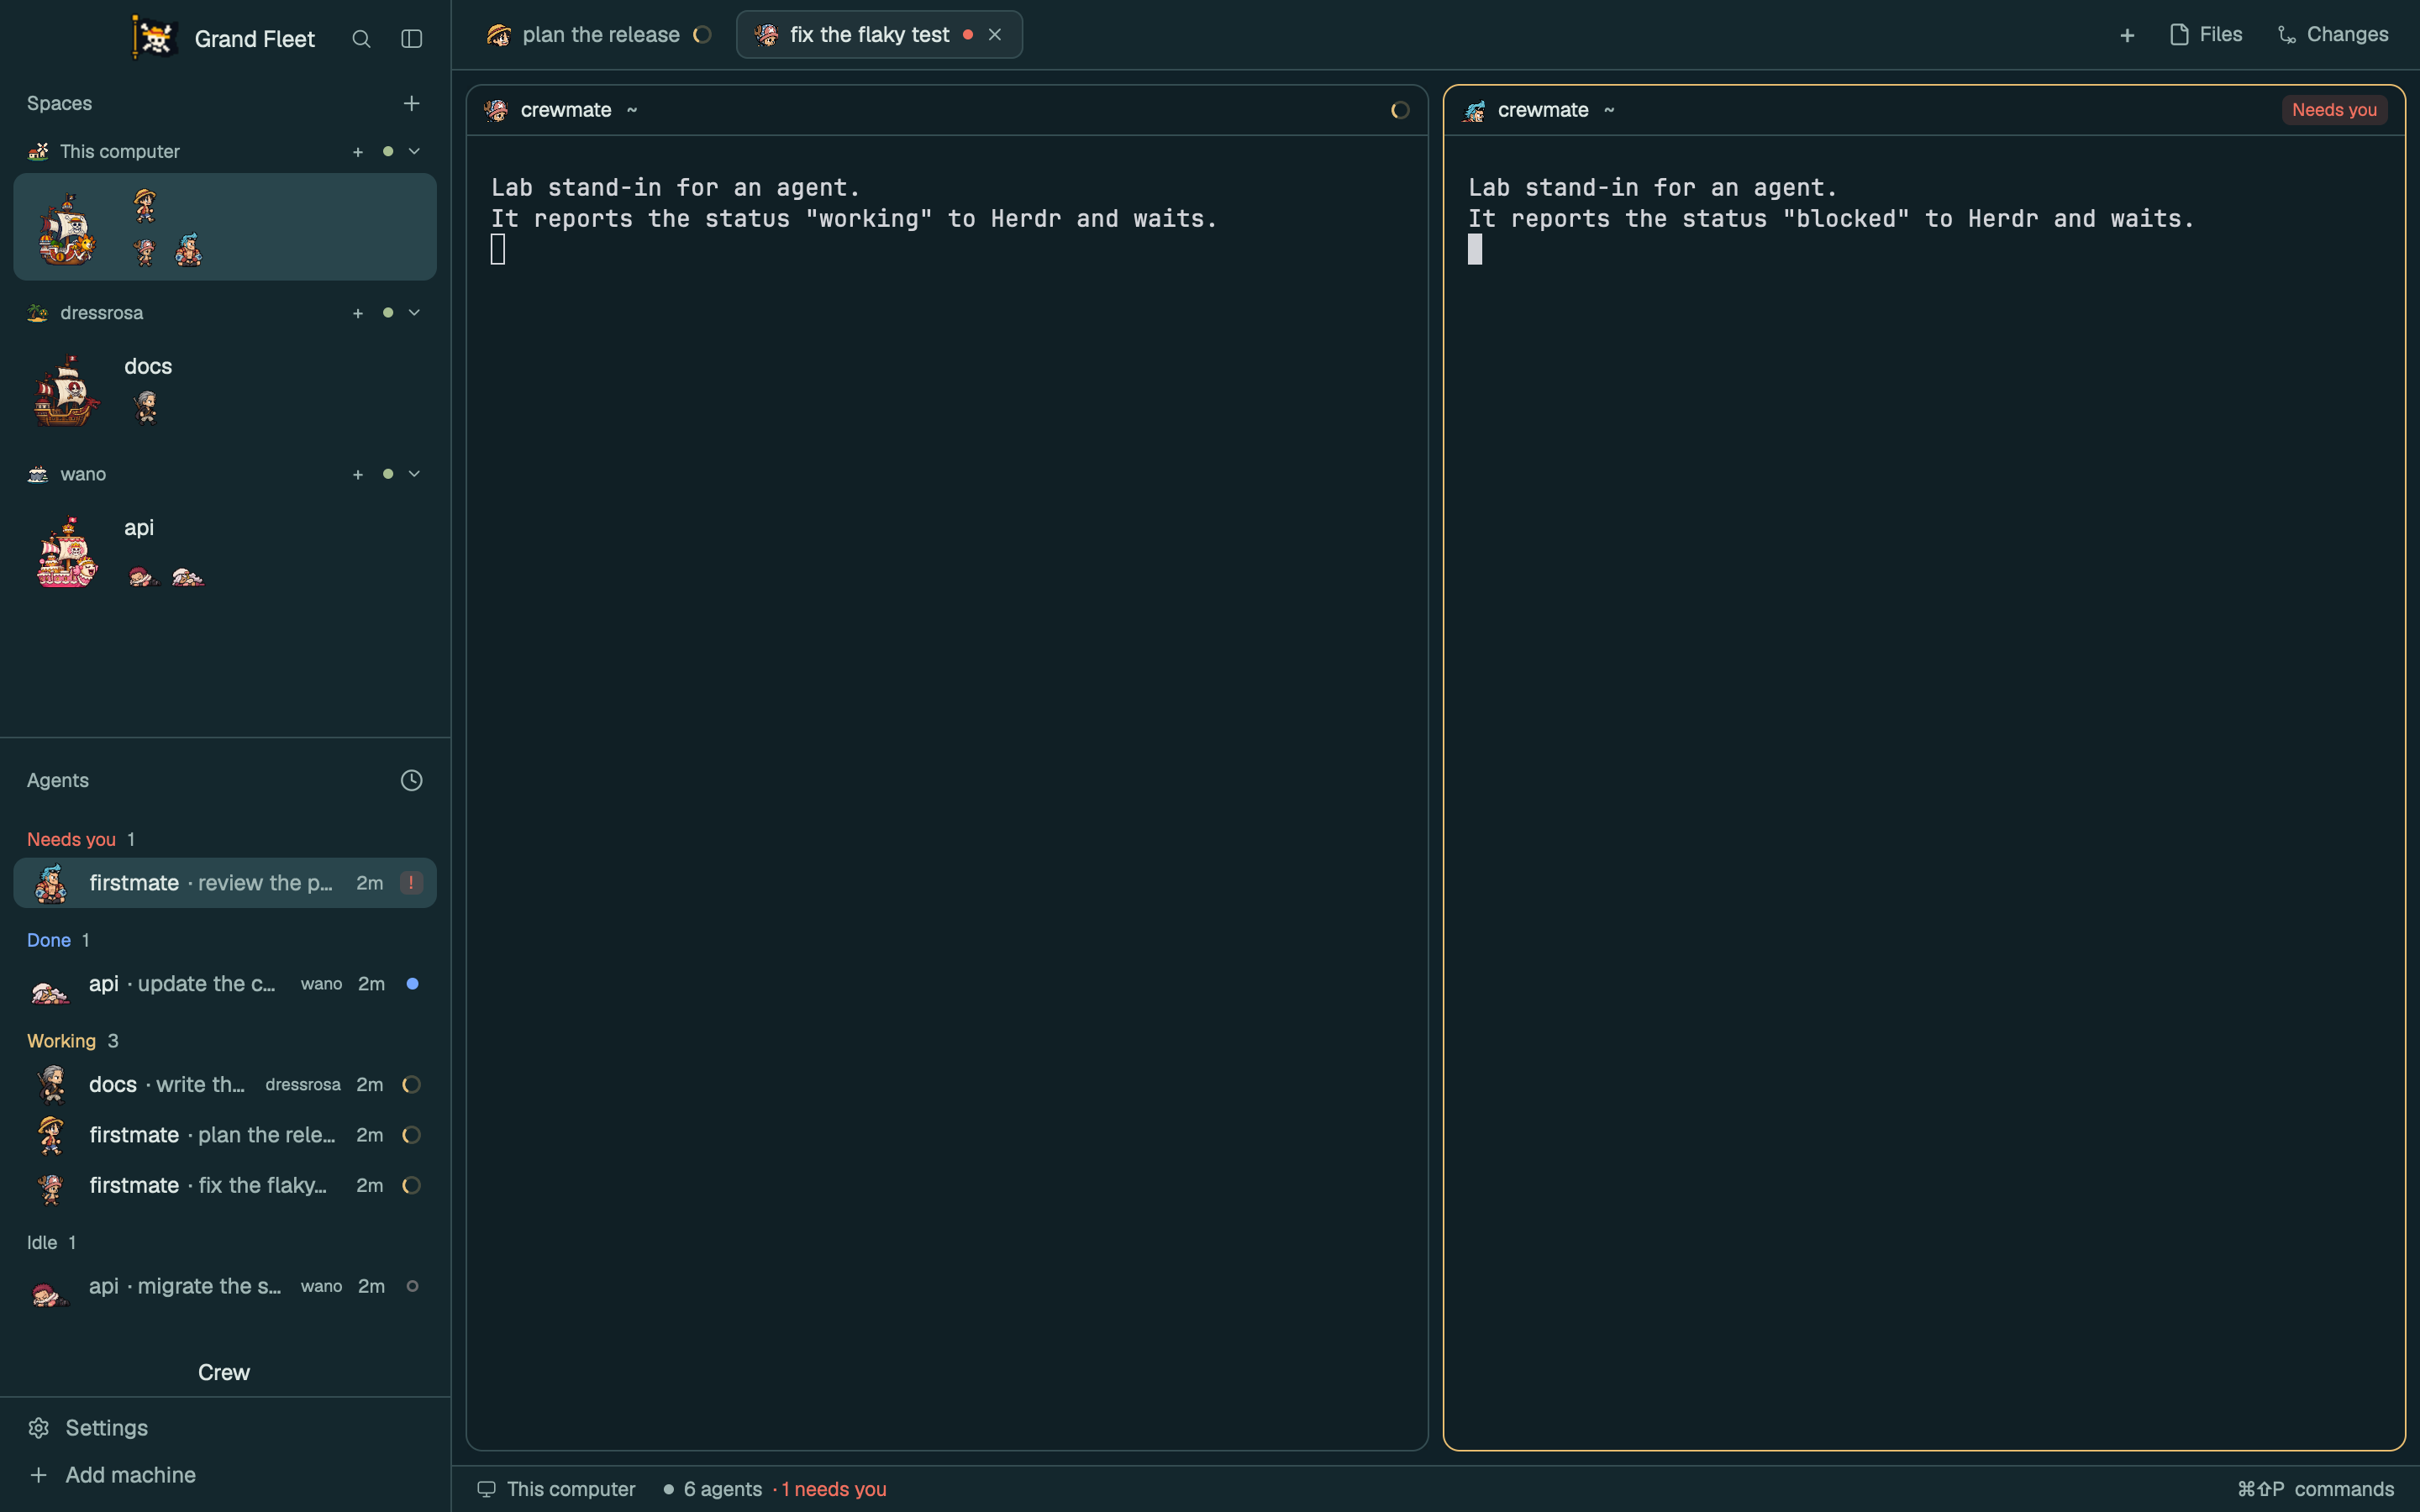 Grand Fleet
Spaces
This computer
dressrosa
docs
wano
api
Agents
Needs you 1
firstmate · review the p... 2m !
Done 1
api · update the c... wano 2m
Working 3
docs · write th... dressrosa 2m
firstmate · plan the rele... 2m
firstmate · fix the flaky... 2m
Idle 1
api · migrate the s... wano 2m
Crew
Settings
Add machine
plan the release
fix the flaky test
Files
Changes
crewmate ~
Lab stand-in for an agent.
It reports the status "working" to Herdr and waits.
crewmate ~
Needs you
Lab stand-in for an agent.
It reports the status "blocked" to Herdr and waits.
This computer
6 agents · 1 needs you
⌘⇧P commands